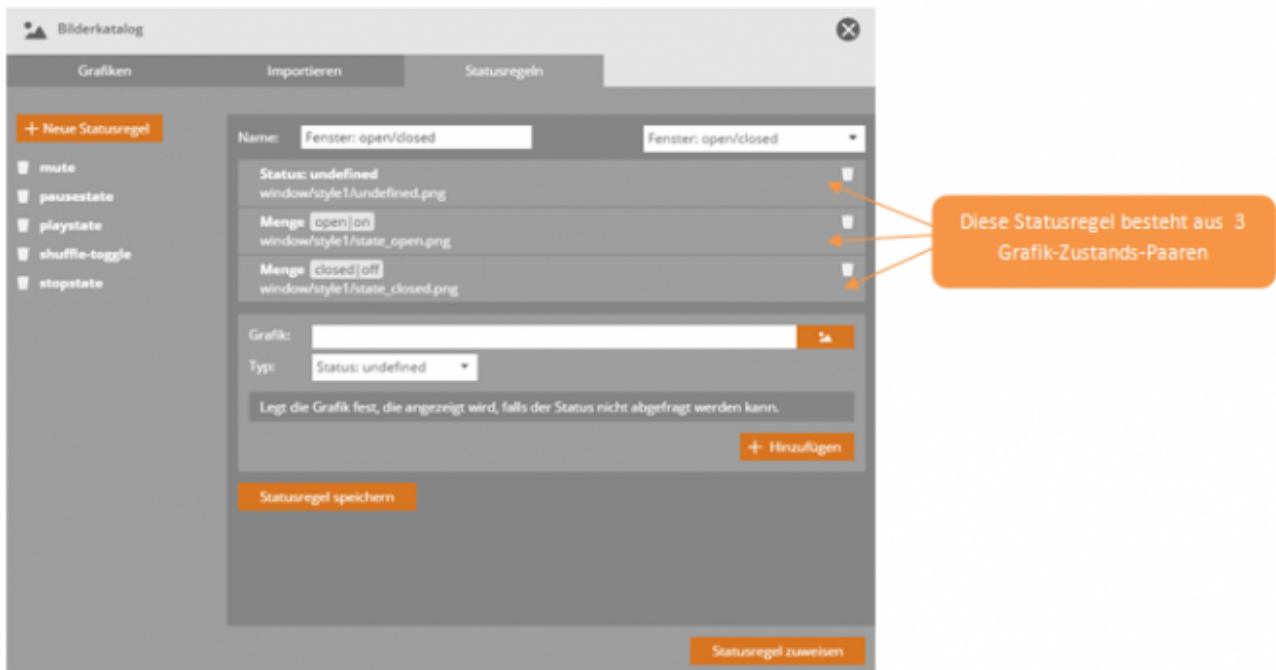 Bilderkatalog
Grafiken
Importieren
Statusregeln
+ Neue Statusregel
mute
pausestate
playstate
shuffle-toggle
stopstate
Name: Fenster: open/closed
Fenster: open/closed
Status: undefined
window/style1/undefined.png
Menge open|on
window/style1/state_open.png
Menge closed|off
window/style1/state_closed.png
Grafik:
Typ: Status: undefined
Legt die Grafik fest, die angezeigt wird, falls der Status nicht abgefragt werden kann.
+ Hinzufügen
Statusregel speichern
Statusregel zuweisen
Diese Statusregel besteht aus 3
Grafik-Zustands-Paaren